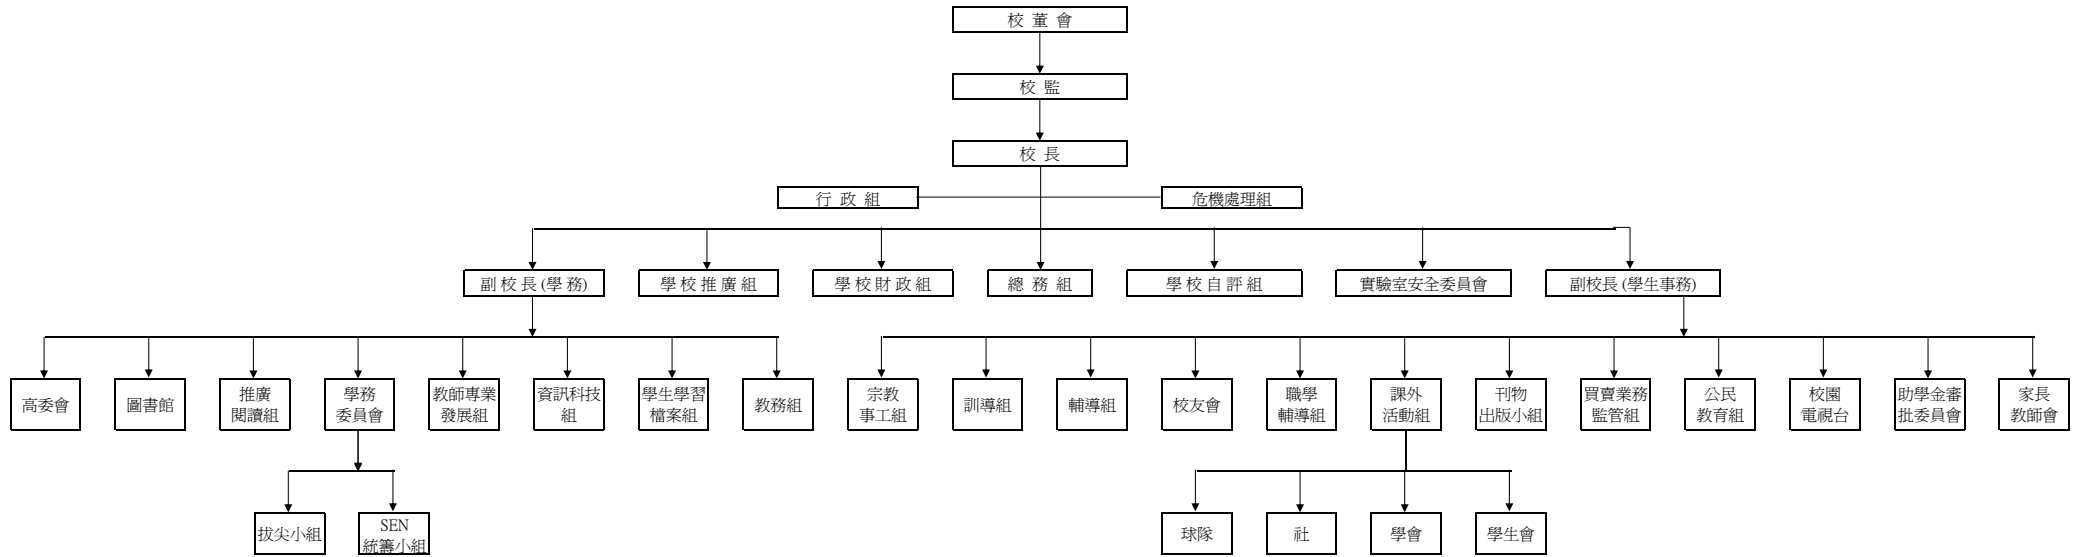 校 董 會
校 監
校 長
行 政 組
危機處理組
副 校 長 (學 務)
學 校 推 廣 組
學 校 財 政 組
總 務 組
學 校 自 評 組
實驗室安全委員會
副校長 (學生事務)
高委會
圖書館
推廣
閱讀組
學務
委員會
教師專業
發展組
資訊科技
組
學生學習
檔案組
教務組
宗教
事工組
訓導組
輔導組
校友會
職學
輔導組
課外
活動組
刊物
出版小組
買賣業務
監管組
公民
教育組
校園
電視台
助學金審
批委員會
家長
教師會
拔尖小組
SEN
統籌小組
球隊
社
學會
學生會